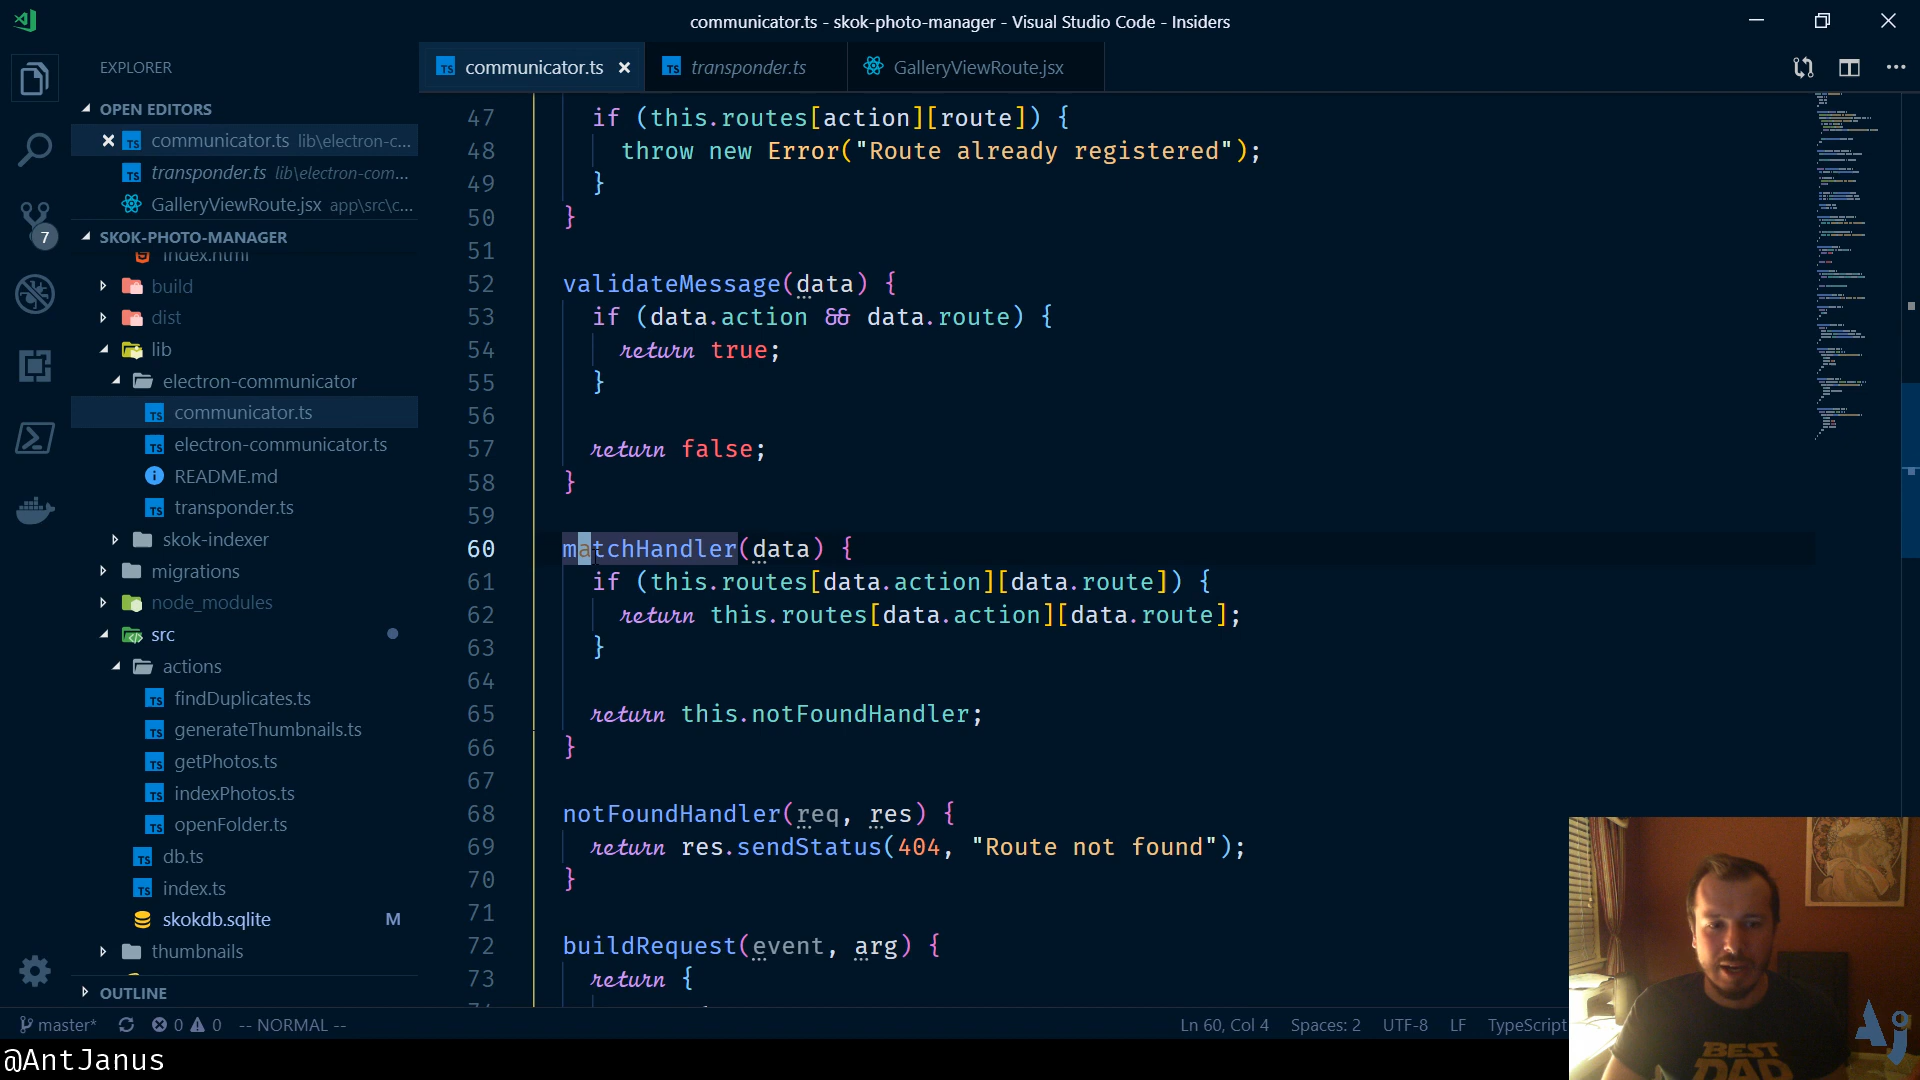 communicator.ts - skok-photo-manager - Visual Studio Code - Insiders
EXPLORER
OPEN EDITORS
communicator.ts lib\electron-c...
transponder.ts lib\electron-com...
GalleryViewRoute.jsx app\src\c...
SKOK-PHOTO-MANAGER
index.html
build
dist
lib
electron-communicator
communicator.ts
electron-communicator.ts
README.md
transponder.ts
skok-indexer
migrations
node_modules
src
actions
findDuplicates.ts
generateThumbnails.ts
getPhotos.ts
indexPhotos.ts
openFolder.ts
db.ts
index.ts
skokdb.sqlite M
thumbnails
OUTLINE
7
communicator.ts
transponder.ts
GalleryViewRoute.jsx
47 if (this.routes[action][route]) {
48 throw new Error("Route already registered");
49 }
50 }
51
52 validateMessage(data) {
53 if (data.action && data.route) {
54 return true;
55 }
56
57 return false;
58 }
59
60 matchHandler(data) {
61 if (this.routes[data.action][data.route]) {
62 return this.routes[data.action][data.route];
63 }
64
65 return this.notFoundHandler;
66 }
67
68 notFoundHandler(req, res) {
69 return res.sendStatus(404, "Route not found");
70 }
71
72 buildRequest(event, arg) {
73 return {
master* 0 0 -- NORMAL --
Ln 60, Col 4 Spaces: 2 UTF-8 LF TypeScript
@AntJanus
BEST
DAD